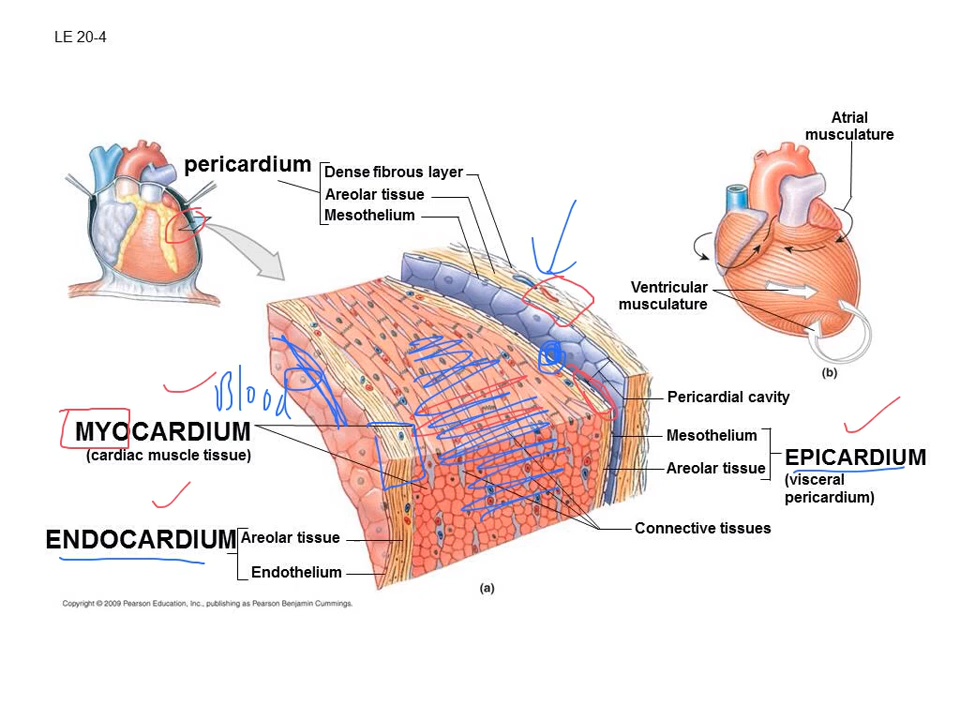 LE 20-4
Atrial
musculature
pericardium
Dense fibrous layer
Areolar tissue
Mesothelium
Ventricular
musculature
(b)
Blood
Pericardial cavity
MYOCARDIUM
(cardiac muscle tissue)
Mesothelium
Areolar tissue
EPICARDIUM
(visceral
pericardium)
Connective tissues
ENDOCARDIUM
Areolar tissue
Endothelium
(a)
Copyright © 2009 Pearson Education, Inc., publishing as Pearson Benjamin Cummings.